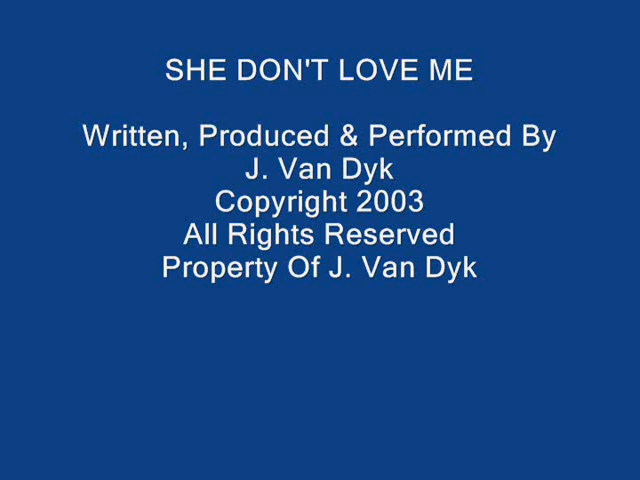 SHE DON'T LOVE ME
Written, Produced & Performed By
J. Van Dyk
Copyright 2003
All Rights Reserved
Property Of J. Van Dyk